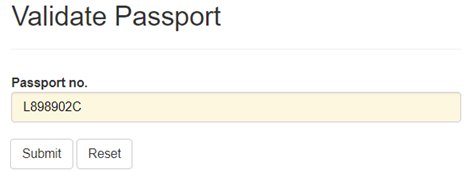 Validate Passport
Passport no.
L898902C
Submit Reset